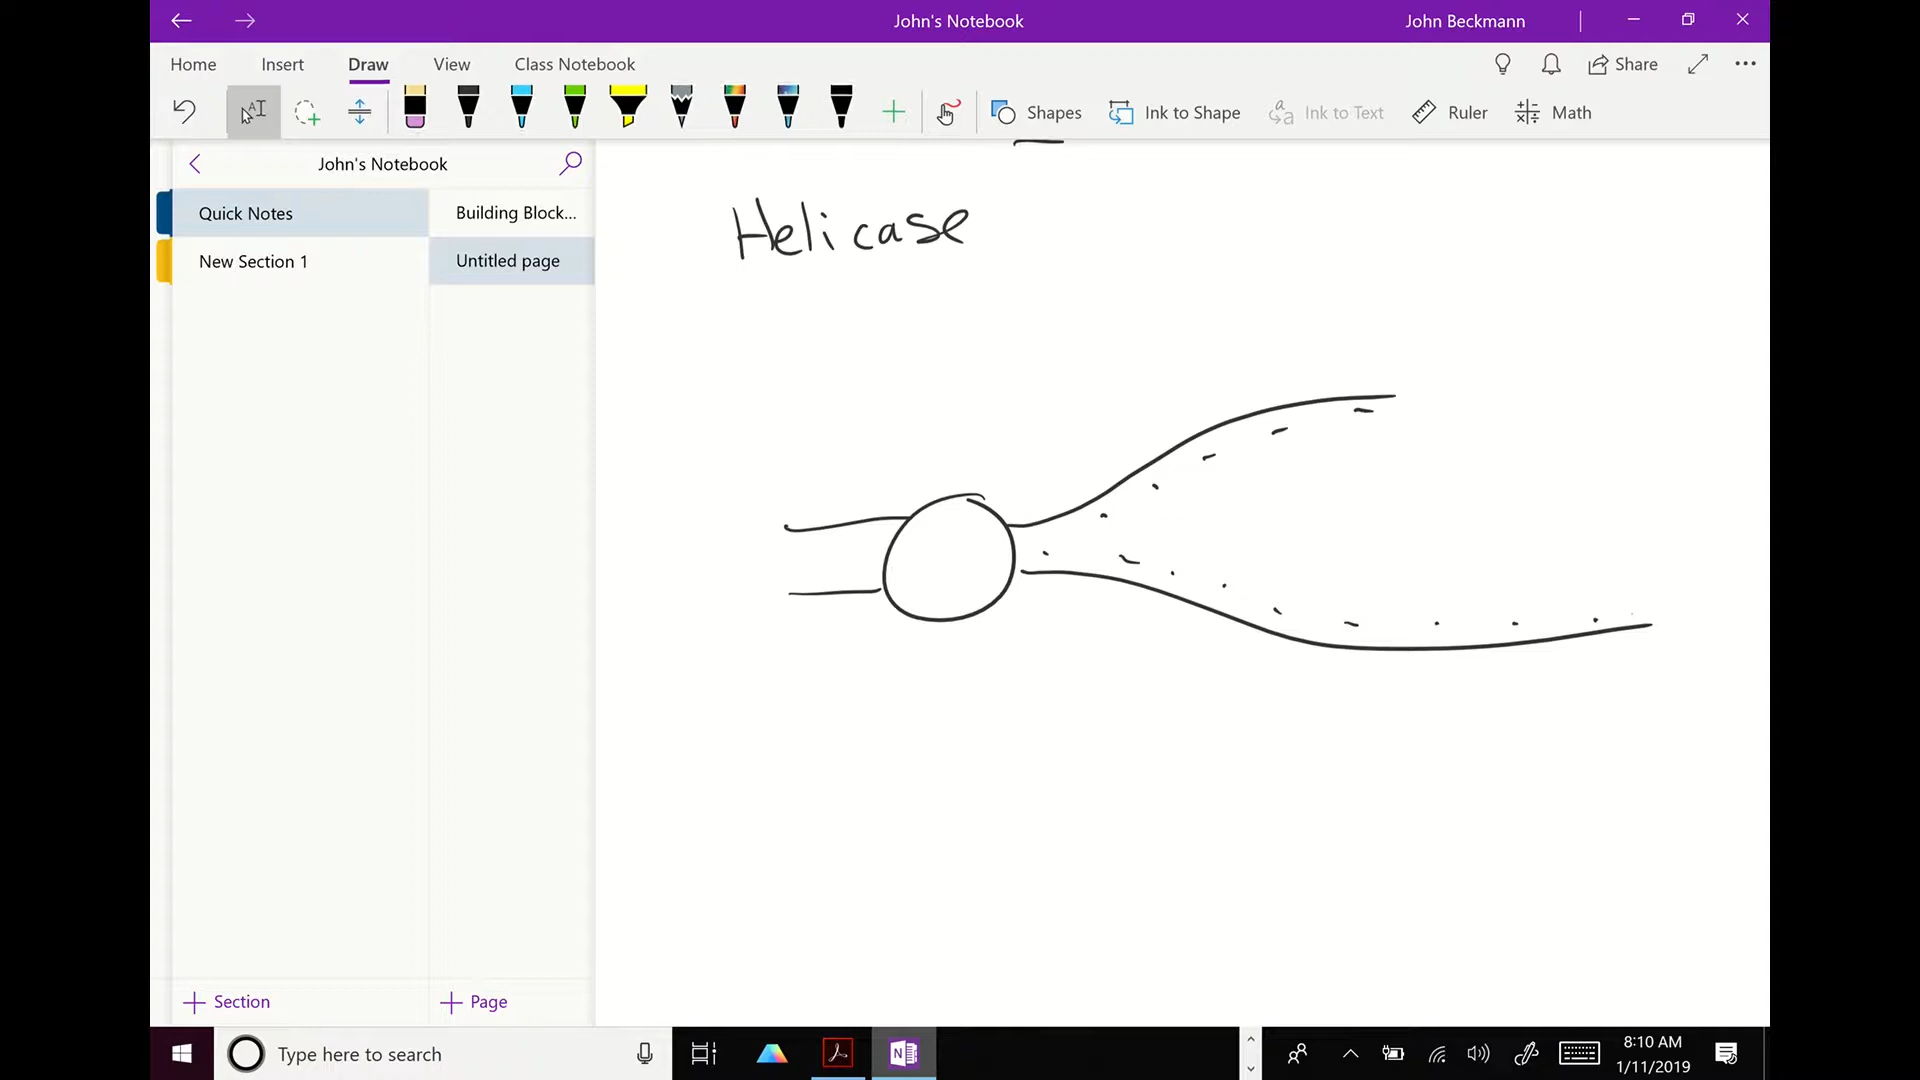 John's Notebook
John Beckmann
Home Insert Draw View Class Notebook Share
Shapes Ink to Shape Ink to Text Ruler Math
John's Notebook
Quick Notes
New Section 1
Building Block...
Untitled page
Helicase
Section
Page
Type here to search
8:10 AM
1/11/2019